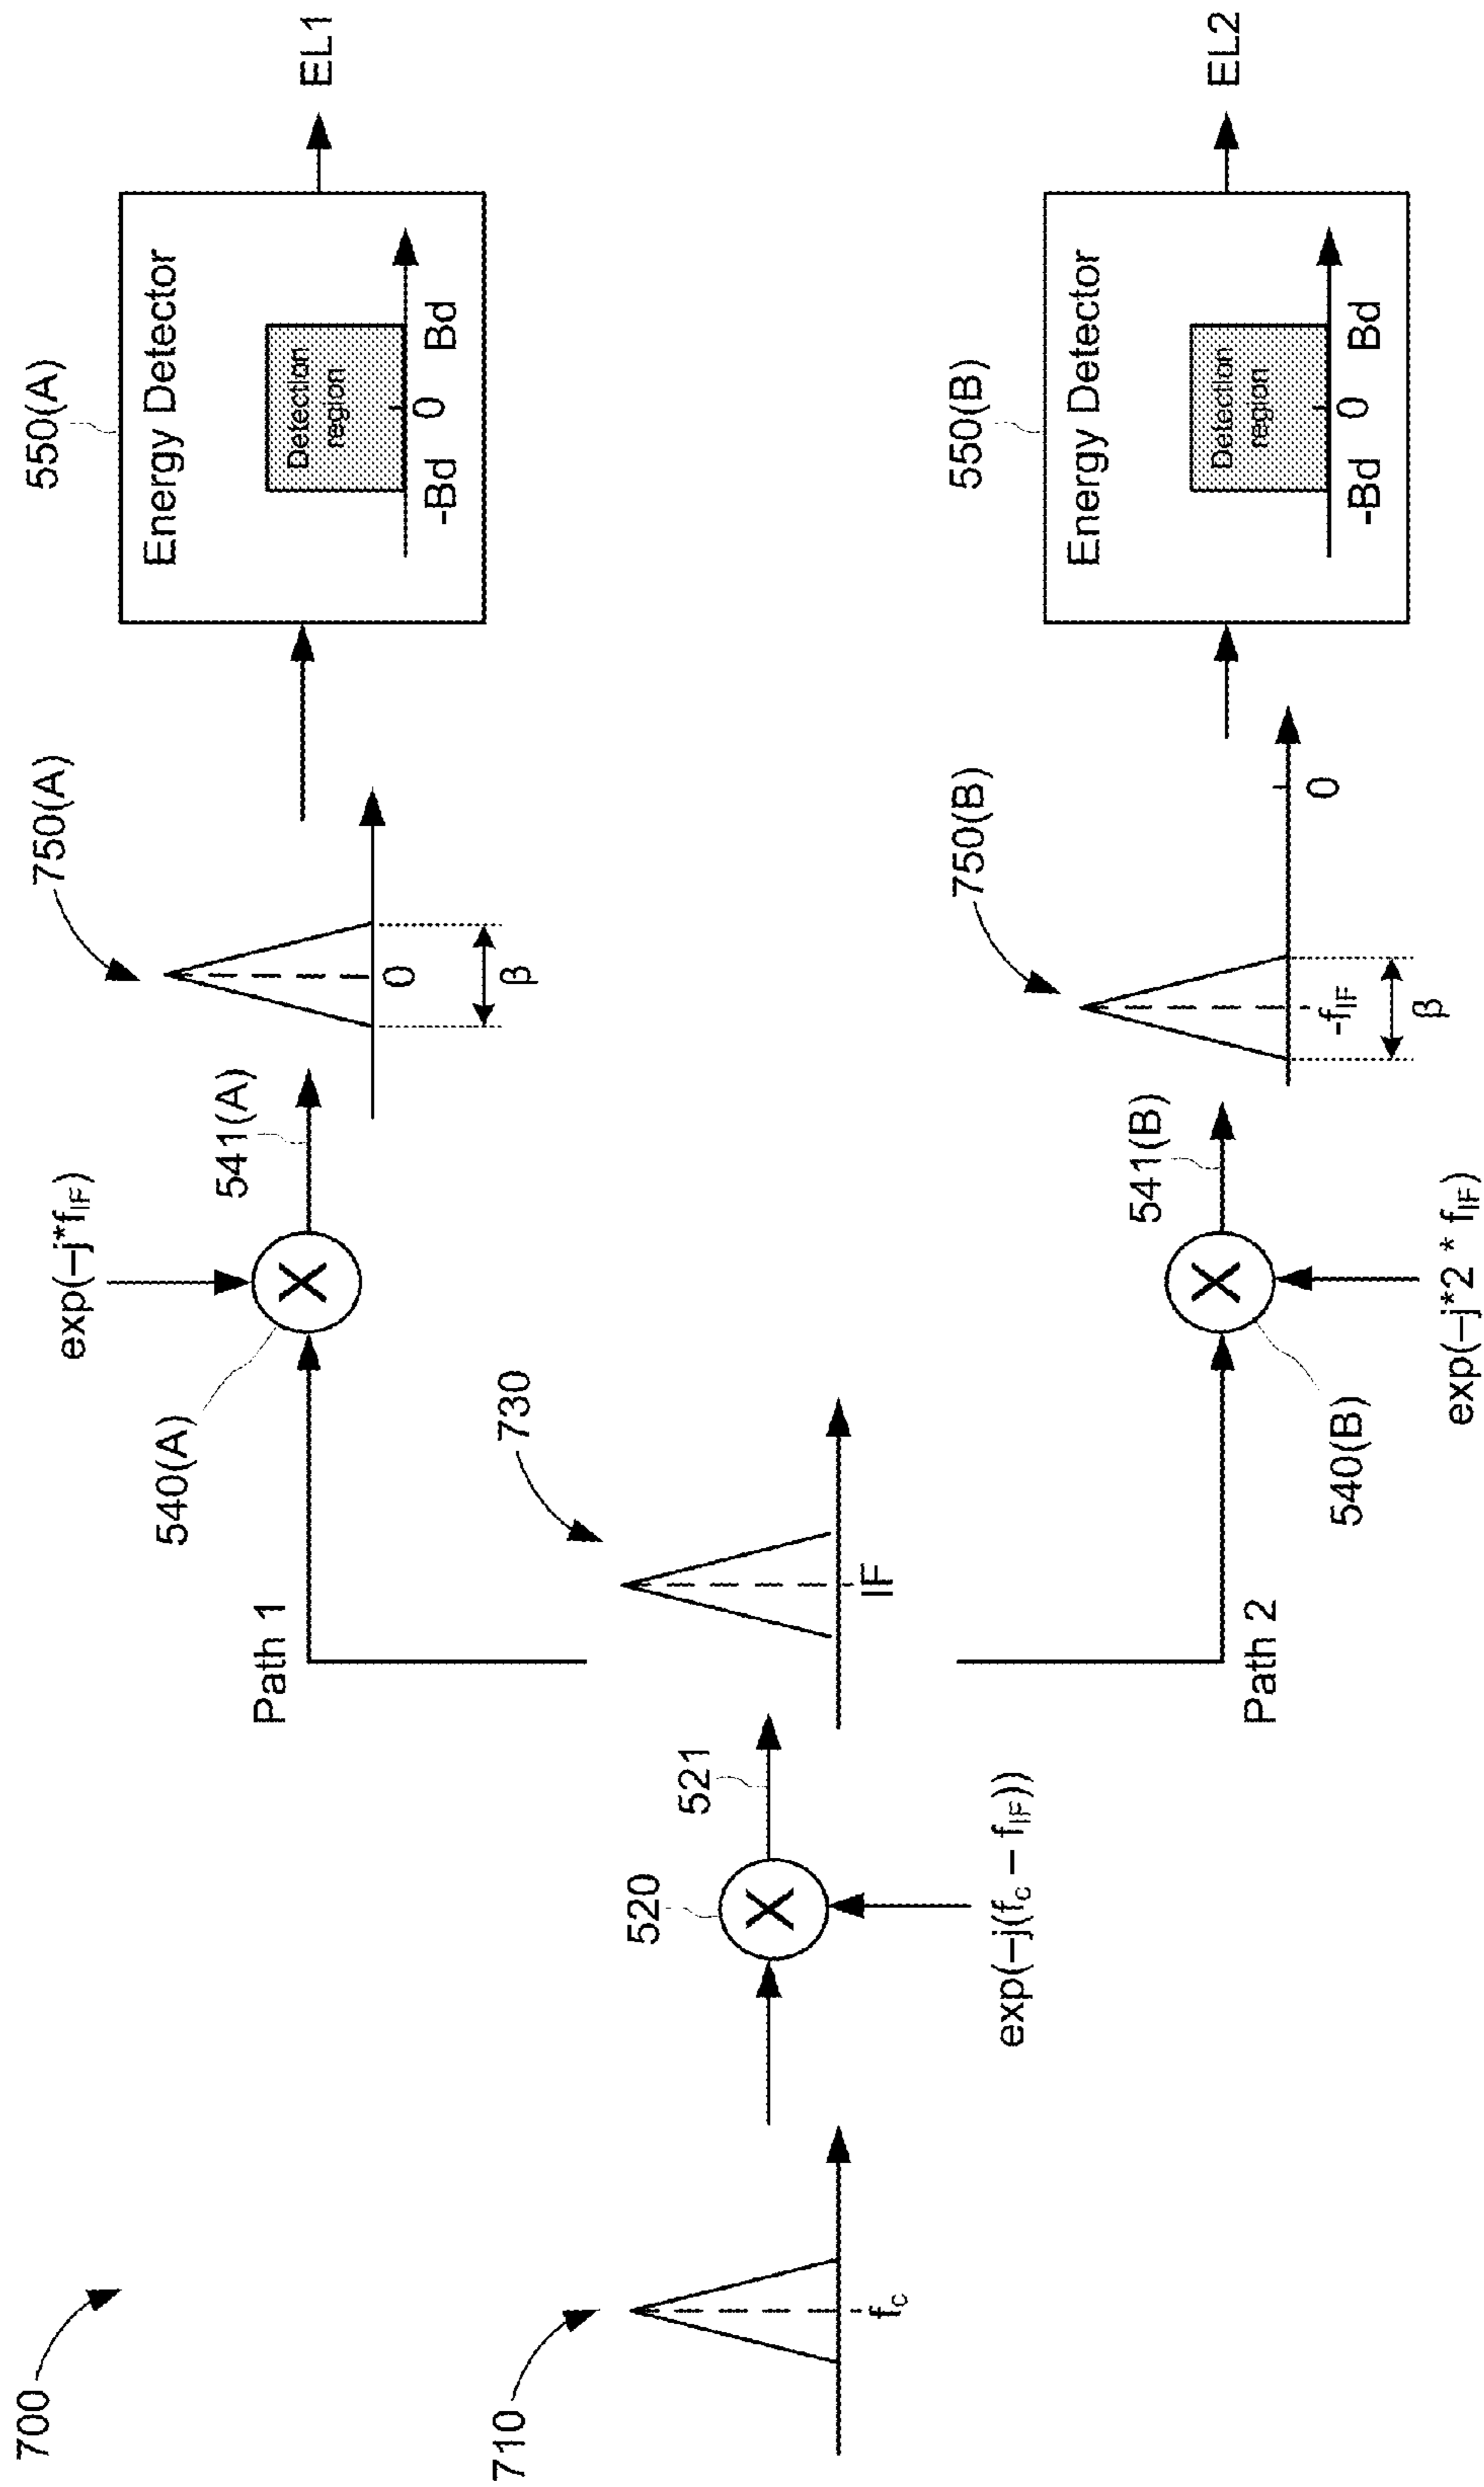 700
710
f_c
520
521
exp(–j(f_c – f_IF))
730
IF
Path 1
540(A)
exp(–j*f_IF)
541(A)
750(A)
0
β
550(A)
Energy Detector
Detection
region
-Bd 0 Bd
EL1
Path 2
540(B)
exp(–j*2 * f_IF)
541(B)
750(B)
-f_IF
0
β
550(B)
Energy Detector
Detection
region
-Bd 0 Bd
EL2